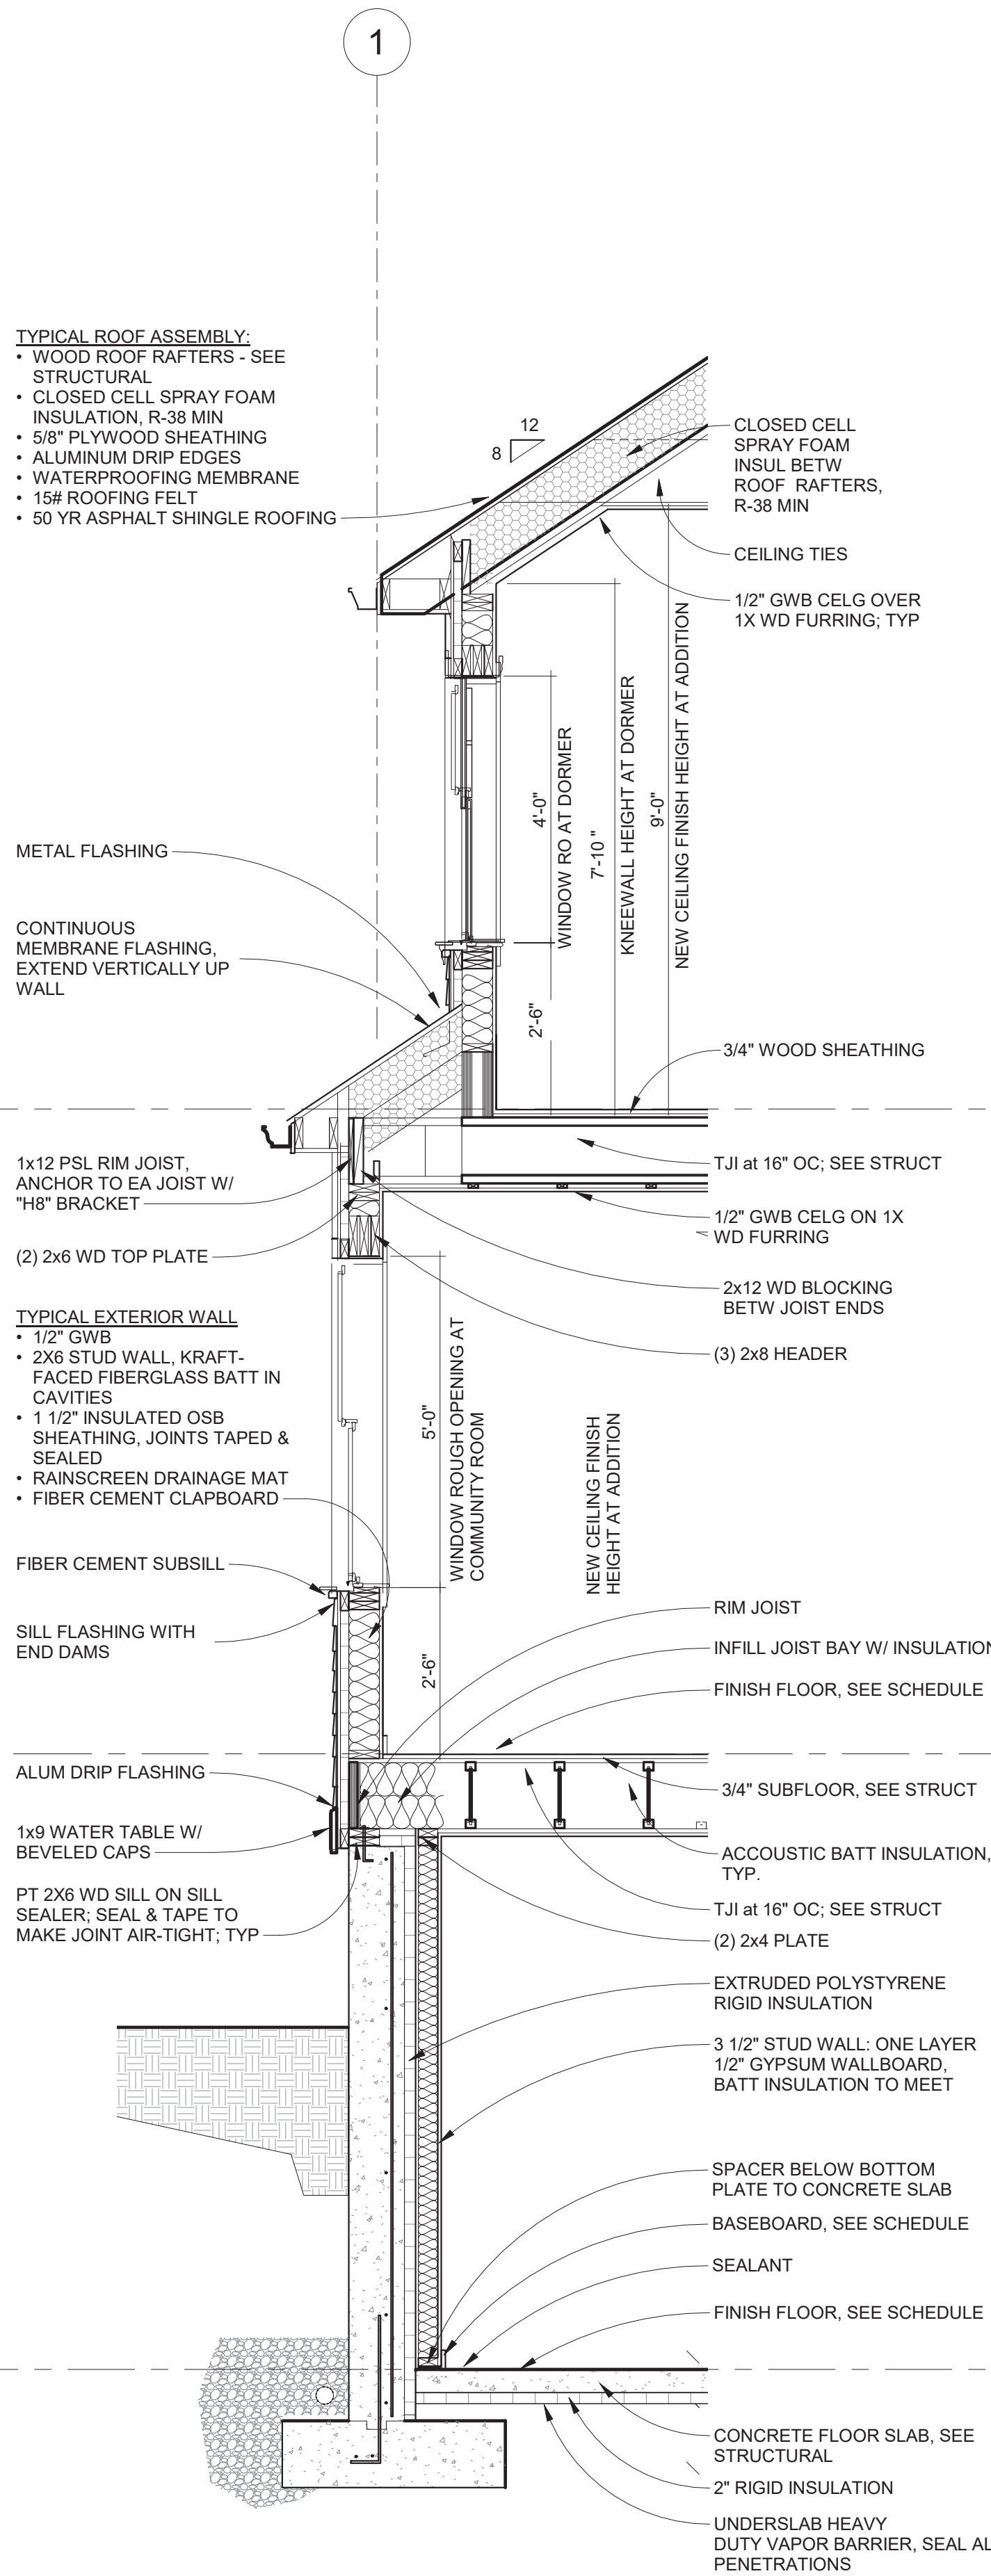 1
TYPICAL ROOF ASSEMBLY:
• WOOD ROOF RAFTERS - SEE
STRUCTURAL
• CLOSED CELL SPRAY FOAM
INSULATION, R-38 MIN
• 5/8" PLYWOOD SHEATHING
• ALUMINUM DRIP EDGES
• WATERPROOFING MEMBRANE
• 15# ROOFING FELT
• 50 YR ASPHALT SHINGLE ROOFING
12
8
CLOSED CELL
SPRAY FOAM
INSUL BETW
ROOF RAFTERS,
R-38 MIN
CEILING TIES
1/2" GWB CELG OVER
1X WD FURRING; TYP
4'-0"
WINDOW RO AT DORMER
7'-10 "
KNEEWALL HEIGHT AT DORMER
9'-0"
NEW CEILING FINISH HEIGHT AT ADDITION
METAL FLASHING
CONTINUOUS
MEMBRANE FLASHING,
EXTEND VERTICALLY UP
WALL
2'-6"
3/4" WOOD SHEATHING
1x12 PSL RIM JOIST,
ANCHOR TO EA JOIST W/
"H8" BRACKET
(2) 2x6 WD TOP PLATE
TJI at 16" OC; SEE STRUCT
1/2" GWB CELG ON 1X
WD FURRING
2x12 WD BLOCKING
BETW JOIST ENDS
(3) 2x8 HEADER
TYPICAL EXTERIOR WALL
• 1/2" GWB
• 2X6 STUD WALL, KRAFT-
FACED FIBERGLASS BATT IN
CAVITIES
• 1 1/2" INSULATED OSB
SHEATHING, JOINTS TAPED &
SEALED
• RAINSCREEN DRAINAGE MAT
• FIBER CEMENT CLAPBOARD
5'-0"
WINDOW ROUGH OPENING AT
COMMUNITY ROOM
NEW CEILING FINISH
HEIGHT AT ADDITION
FIBER CEMENT SUBSILL
SILL FLASHING WITH
END DAMS
2'-6"
RIM JOIST
INFILL JOIST BAY W/ INSULATION
FINISH FLOOR, SEE SCHEDULE
ALUM DRIP FLASHING
1x9 WATER TABLE W/
BEVELED CAPS
PT 2X6 WD SILL ON SILL
SEALER; SEAL & TAPE TO
MAKE JOINT AIR-TIGHT; TYP
3/4" SUBFLOOR, SEE STRUCT
ACCOUSTIC BATT INSULATION,
TYP.
TJI at 16" OC; SEE STRUCT
(2) 2x4 PLATE
EXTRUDED POLYSTYRENE
RIGID INSULATION
3 1/2" STUD WALL: ONE LAYER
1/2" GYPSUM WALLBOARD,
BATT INSULATION TO MEET
SPACER BELOW BOTTOM
PLATE TO CONCRETE SLAB
BASEBOARD, SEE SCHEDULE
SEALANT
FINISH FLOOR, SEE SCHEDULE
CONCRETE FLOOR SLAB, SEE
STRUCTURAL
2" RIGID INSULATION
UNDERSLAB HEAVY
DUTY VAPOR BARRIER, SEAL AL
PENETRATIONS